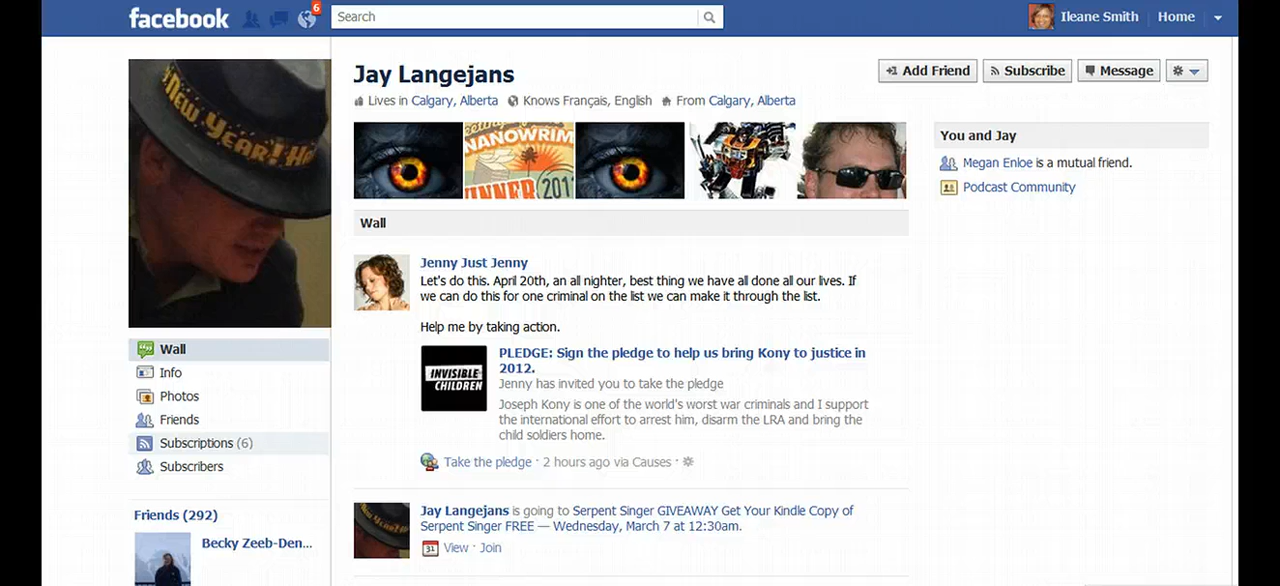 facebook
6
Search
Ileane Smith
Home
NEW YEAR! H
Jay Langejans
+1 Add Friend
Subscribe
Message
Lives in Calgary, Alberta
Knows Français, English
From Calgary, Alberta
NANOWRIM
WINNER 201
You and Jay
Megan Enloe is a mutual friend.
Podcast Community
Wall
Jenny Just Jenny
Let's do this. April 20th, an all nighter, best thing we have all done all our lives. If
we can do this for one criminal on the list we can make it through the list.
Help me by taking action.
INVISIBLE
CHILDREN
PLEDGE: Sign the pledge to help us bring Kony to justice in
2012.
Jenny has invited you to take the pledge
Joseph Kony is one of the world's worst war criminals and I support
the international effort to arrest him, disarm the LRA and bring the
child soldiers home.
Take the pledge · 2 hours ago via Causes ·
Jay Langejans is going to Serpent Singer GIVEAWAY Get Your Kindle Copy of
Serpent Singer FREE — Wednesday, March 7 at 12:30am.
31
View · Join
Wall
Info
Photos
Friends
Subscriptions (6)
Subscribers
Friends (292)
Becky Zeeb-Den...